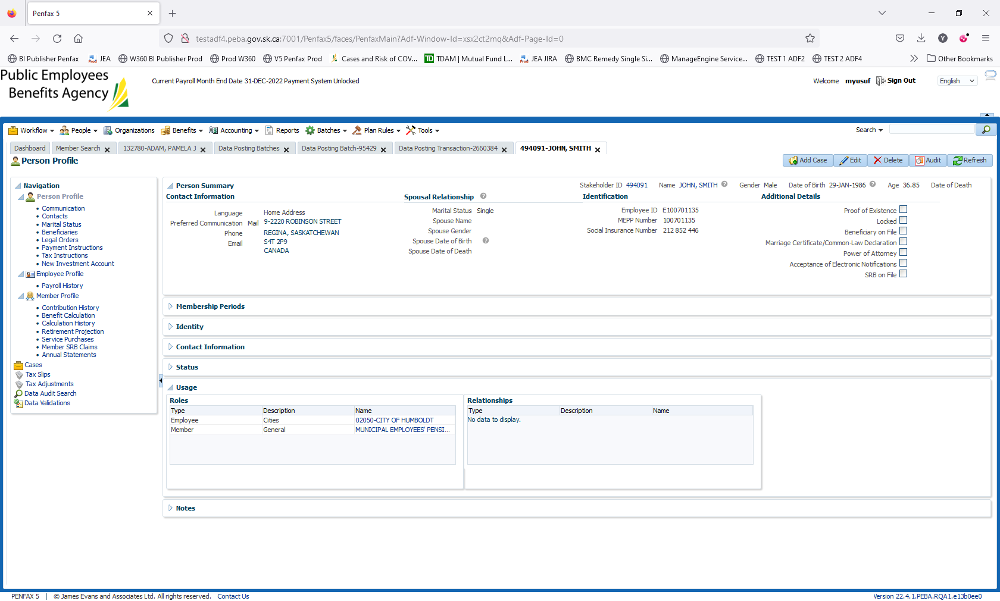 Penfax 5
testadf4.peba.gov.sk.ca:7001/Penfax5/faces/PenfaxMain?Adf-Window-Id=xsx2ct2mq&Adf-Page-Id=0
BI Publisher Penfax JEA W360 BI Publisher Prod Prod W360 V5 Penfax Prod Cases and Risk of COV... TD TDAM | Mutual Fund L... JEA JIRA BMC Remedy Single Si... ManageEngine Service... TEST 1 ADF2 TEST 2 ADF4 Other Bookmarks
Public Employees
Benefits Agency
Current Payroll Month End Date 31-DEC-2022 Payment System Unlocked
Welcome myusuf Sign Out English
Workflow People Organizations Benefits Accounting Reports Batches Plan Rules Tools Search
Dashboard Member Search 132780-ADAM, PAMELA J Data Posting Batches Data Posting Batch-95429 Data Posting Transaction-2660384 494091-JOHN, SMITH
Person Profile
Add Case Edit Delete Audit Refresh
Navigation
Person Profile
Communication
Contacts
Marital Status
Beneficiaries
Legal Orders
Payment Instructions
Tax Instructions
New Investment Account
Employee Profile
Payroll History
Member Profile
Contribution History
Benefit Calculation
Calculation History
Retirement Projection
Service Purchases
Member SRB Claims
Annual Statements
Cases
Tax Slips
Tax Adjustments
Data Audit Search
Data Validations
Person Summary
Stakeholder ID 494091 Name JOHN, SMITH Gender Male Date of Birth 29-JAN-1986 Age 36.85 Date of Death
Contact Information
Language
Preferred Communication Mail
Phone
Email
Home Address
9-2220 ROBINSON STREET
REGINA, SASKATCHEWAN
S4T 2P9
CANADA
Spousal Relationship
Marital Status Single
Spouse Name
Spouse Gender
Spouse Date of Birth
Spouse Date of Death
Identification
Employee ID E100701135
MEPP Number 100701135
Social Insurance Number 212 852 446
Additional Details
Proof of Existence
Locked
Beneficiary on File
Marriage Certificate/Common-Law Declaration
Power of Attorney
Acceptance of Electronic Notifications
SRB on File
Membership Periods
Identity
Contact Information
Status
Usage
Roles
Type Description Name
Employee Cities 02050-CITY OF HUMBOLDT
Member General MUNICIPAL EMPLOYEES' PENSI...
Relationships
Type Description Name
No data to display.
Notes
PENFAX 5 | © James Evans and Associates Ltd. All rights reserved. Contact Us
Version 22.4.1.PEBA.RQA1.e13b0ee0